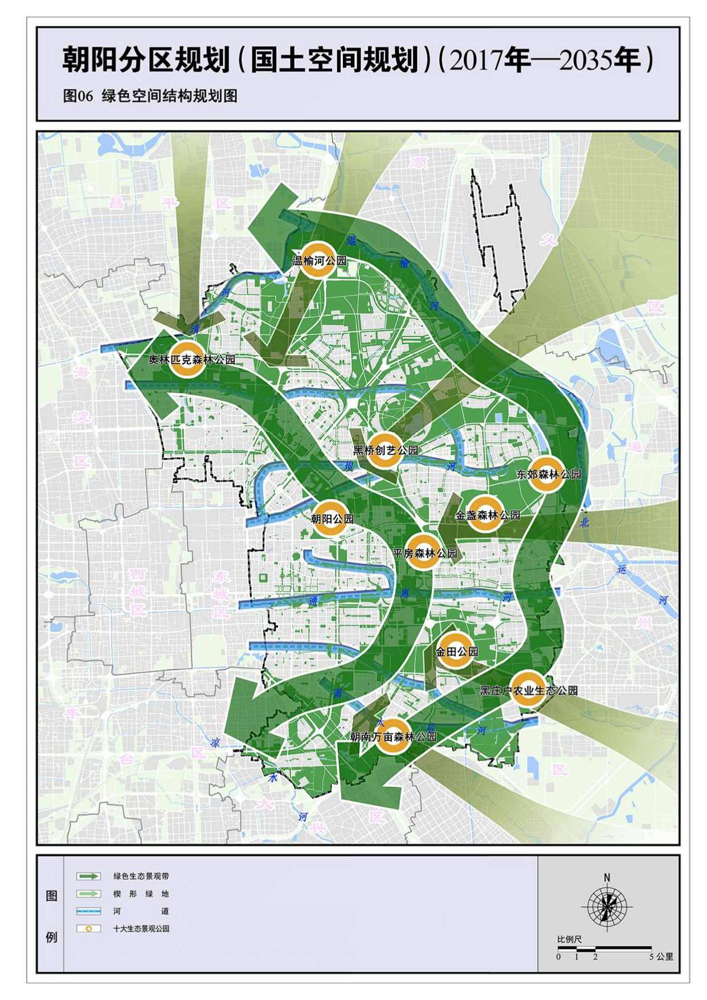 朝阳分区规划（国土空间规划）（2017年—2035年）
图06 绿色空间结构规划图
顺
昌 平 区
义
温
榆
河
温榆河公园
河
清
区
奥林匹克森林公园
海
淀
区
通
黑桥创艺公园
坝
河
东郊森林公园
金盏森林公园
朝阳公园
北
平房森林公园
运
河
西
城
区
东
城
区
通
惠
河
州
金田公园
黑庄户农业生态公园
萧
太
后
河
朝南万亩森林公园
丰
台
区
凉
水
河
区
大
兴
区
图
例
绿色生态景观带
楔形绿地
河道
十大生态景观公园
N
比例尺
0 1 2 5 公里